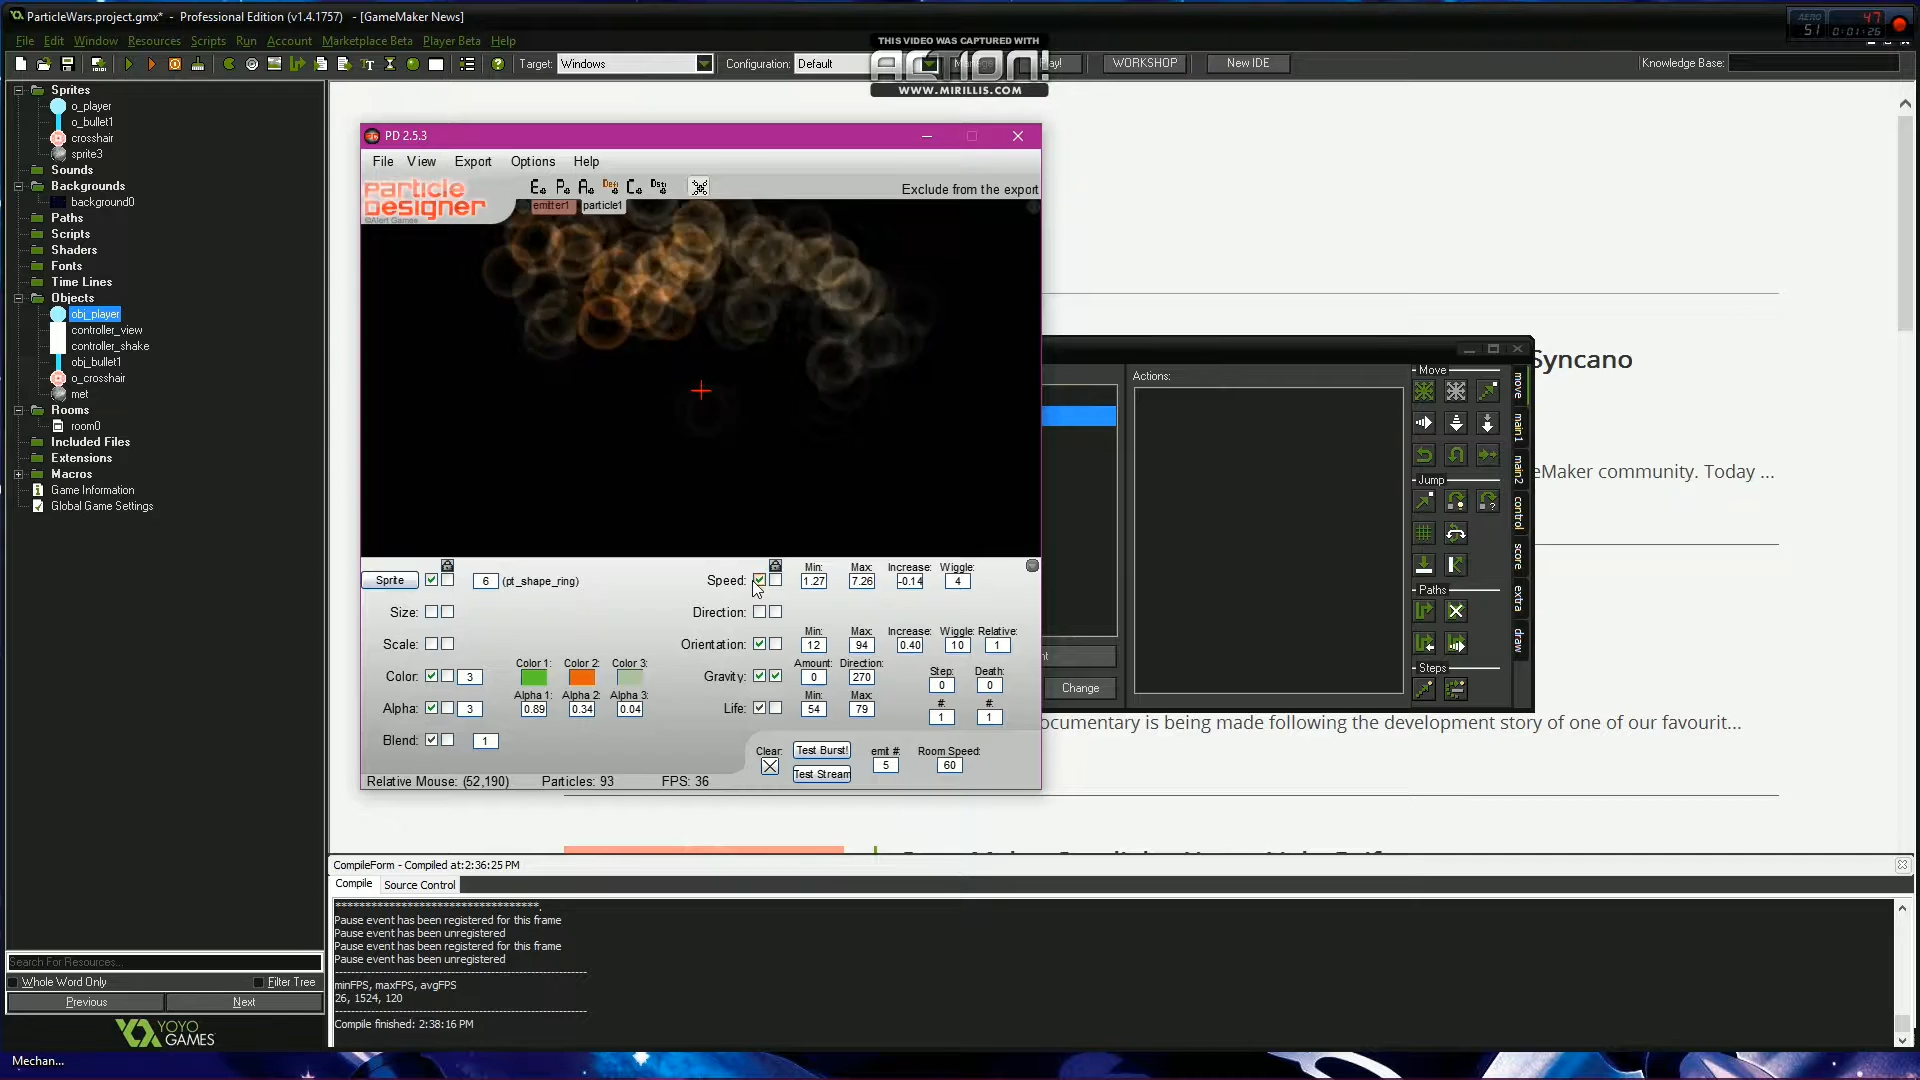 ParticleWars.project.gmx* - Professional Edition (v1.4.1757) - [GameMaker News]
AERO 51 47 0:01:26
File Edit Window Resources Scripts Run Account Marketplace Beta Player Beta Help
THIS VIDEO WAS CAPTURED WITH
ACTION!
WWW.MIRILLIS.COM
Target: Windows Configuration: Default WORKSHOP New IDE Knowledge Base:
Sprites
o_player
o_bullet1
crosshair
sprite3
Sounds
Backgrounds
background0
Paths
Scripts
Shaders
Fonts
Time Lines
Objects
obj_player
controller_view
controller_shake
obj_bullet1
o_crosshair
met
Rooms
room0
Included Files
Extensions
Macros
Game Information
Global Game Settings
Search For Resources...
Whole Word Only Filter Tree
Previous Next
YOYO GAMES
Mechan...
PD 2.5.3
File View Export Options Help
particle designer
©Alert Games
Exclude from the export
emitter1 particle1
Sprite 6 (pt_shape_ring)
Size:
Scale:
Color: 3 Color 1: Color 2: Color 3:
Alpha: 3 Alpha 1: 0.89 Alpha 2: 0.34 Alpha 3: 0.04
Blend: 1
Speed: Min: 1.27 Max: 7.26 Increase: -0.14 Wiggle: 4
Direction:
Orientation: Min: 12 Max: 94 Increase: 0.40 Wiggle: 10 Relative: 1
Gravity: Amount: 0 Direction: 270
Step: 0 Death: 0
Life: Min: 54 Max: 79 #: 1 #: 1
Clear: Test Burst! emit #: 5 Room Speed: 60
Test Stream
Relative Mouse: (52,190) Particles: 93 FPS: 36
Actions:
Change
Move
Jump
Paths
Steps
move
main1
main2
control
score
extra
draw
Syncano
eMaker community. Today ...
ocumentary is being made following the development story of one of our favourit...
CompileForm - Compiled at:2:36:25 PM
Compile Source Control
***********************************.
Pause event has been registered for this frame
Pause event has been unregistered
Pause event has been registered for this frame
Pause event has been unregistered
minFPS, maxFPS, avgFPS
26, 1524, 120
Compile finished: 2:38:16 PM